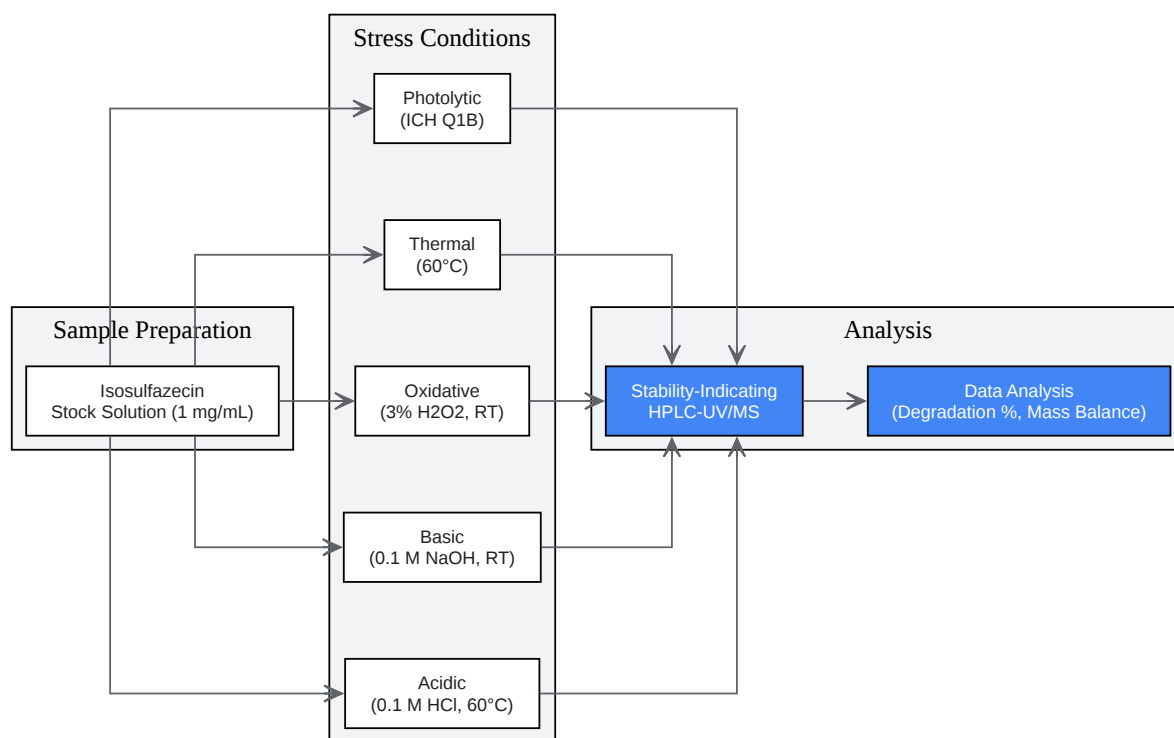 Stress Conditions
Photolytic
(ICH Q1B)
Thermal
(60°C)
Sample Preparation
Isosulfazecin
Stock Solution (1 mg/mL)
Oxidative
(3% H2O2, RT)
Analysis
Stability-Indicating
HPLC-UV/MS
Data Analysis
(Degradation %, Mass Balance)
Basic
(0.1 M NaOH, RT)
Acidic
(0.1 M HCl, 60°C)